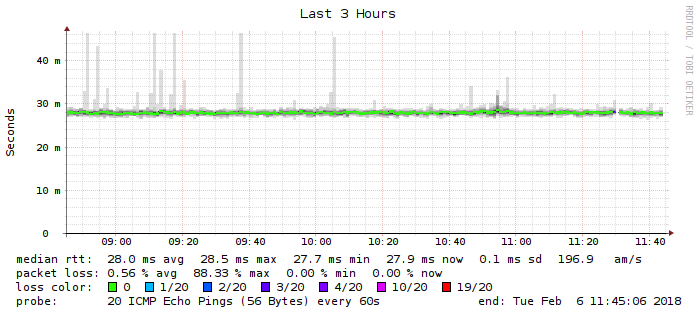 Last 3 Hours
RRDTOOL / TOBI OETIKER
Seconds
40 m
30 m
20 m
10 m
0
09:00 09:20 09:40 10:00 10:20 10:40 11:00 11:20 11:40
median rtt: 28.0 ms avg 28.5 ms max 27.7 ms min 27.9 ms now 0.1 ms sd 196.9 am/s
packet loss: 0.56 % avg 88.33 % max 0.00 % min 0.00 % now
loss color: 0 1/20 2/20 3/20 4/20 10/20 19/20
probe: 20 ICMP Echo Pings (56 Bytes) every 60s end: Tue Feb 6 11:45:06 2018